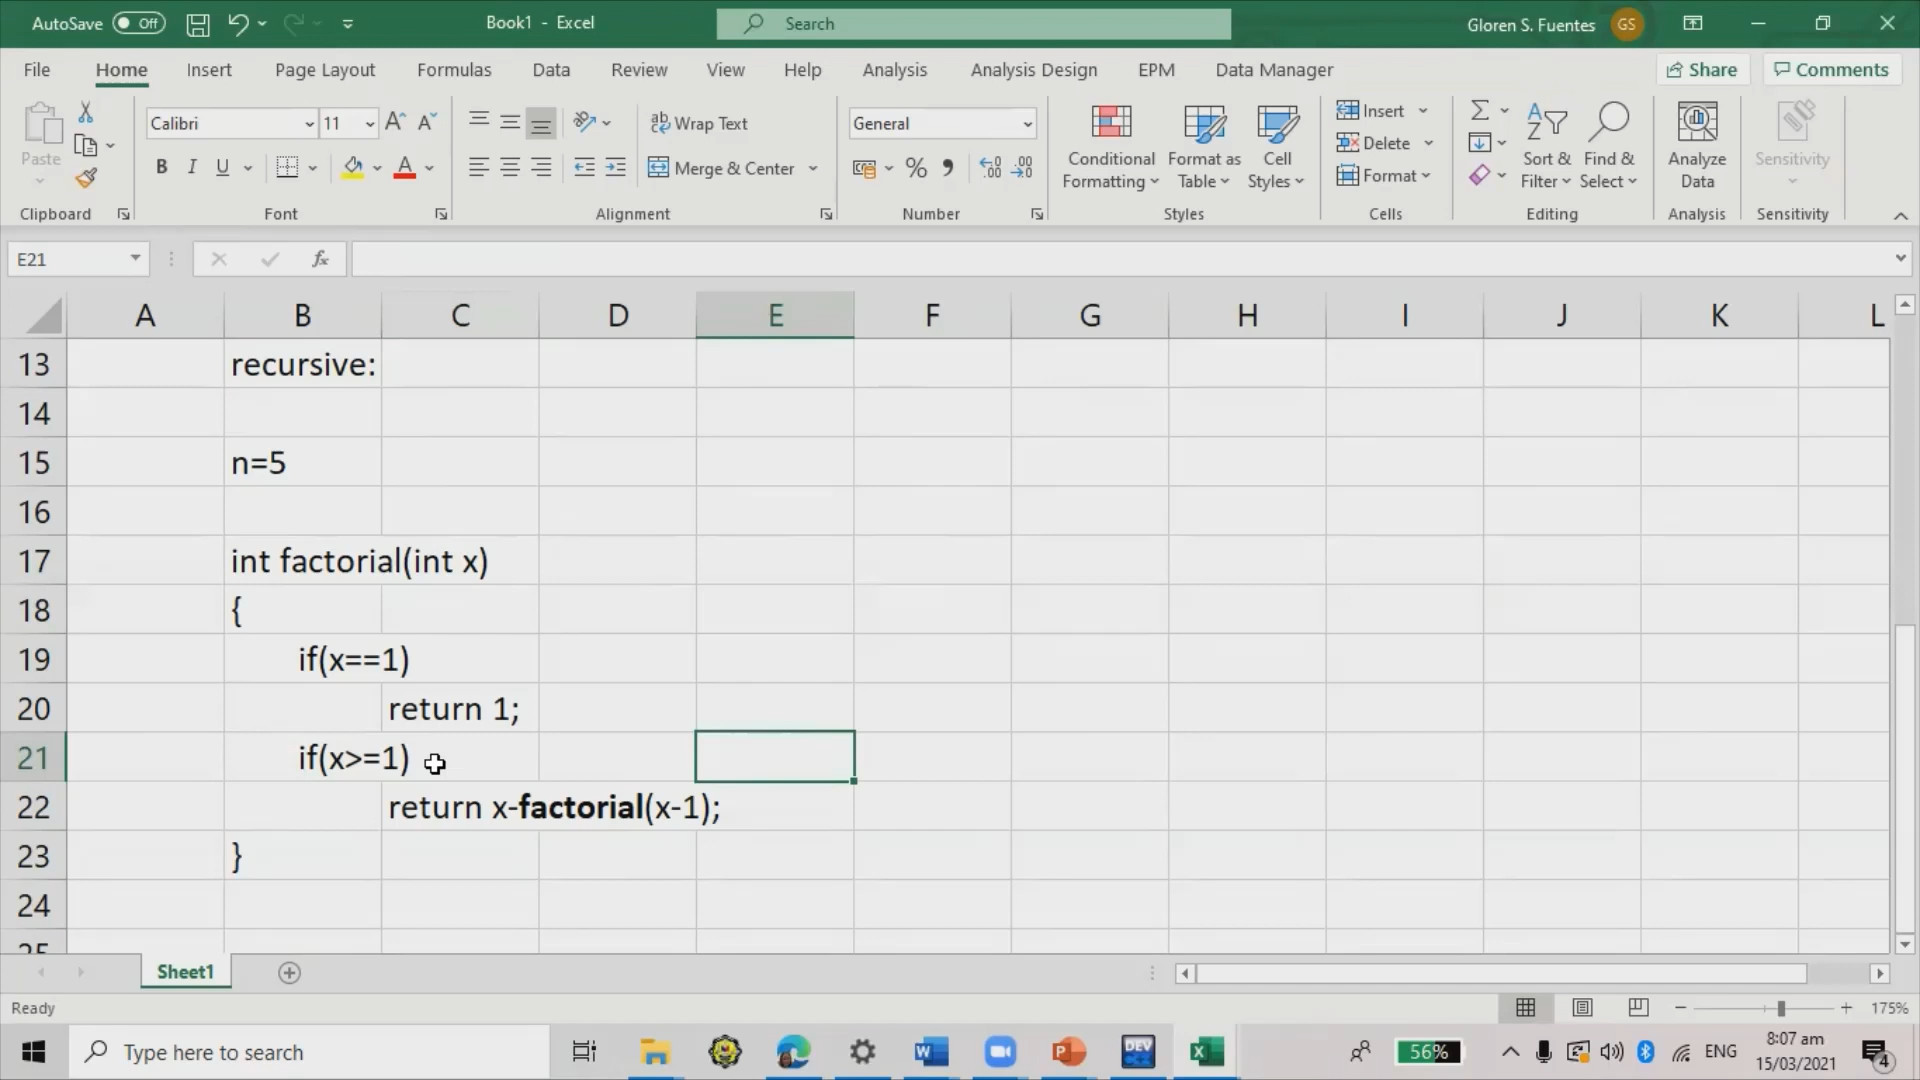 AutoSave Off Book1 - Excel Search Gloren S. Fuentes GS
File Home Insert Page Layout Formulas Data Review View Help Analysis Analysis Design EPM Data Manager Share Comments
Calibri 11 ab Wrap Text General Insert
Paste B I U A Merge & Center % Conditional Formatting Format as Table Cell Styles Delete Format Sort & Filter Find & Select Analyze Data Sensitivity
Clipboard Font Alignment Number Styles Cells Editing Analysis Sensitivity
E21 fx
A B C D E F G H I J K L
13 recursive:
14
15 n=5
16
17 int factorial(int x)
18 {
19 if(x==1)
20 return 1;
21 if(x>=1)
22 return x-factorial(x-1);
23 }
24
25
Sheet1
Ready 175%
Type here to search W P DEV X 56% ENG 8:07 am
15/03/2021 4